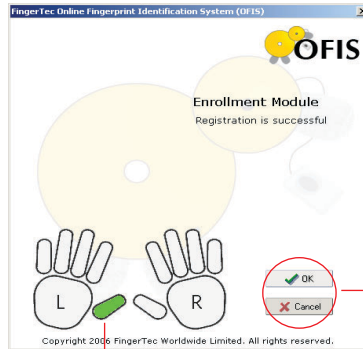 FingerTec Online Fingerprint Identification System (OFIS)
OFIS
Enrollment Module
Registration is successful
L
R
OK
Cancel
Copyright 2006 FingerTec Worldwide Limited. All rights reserved.